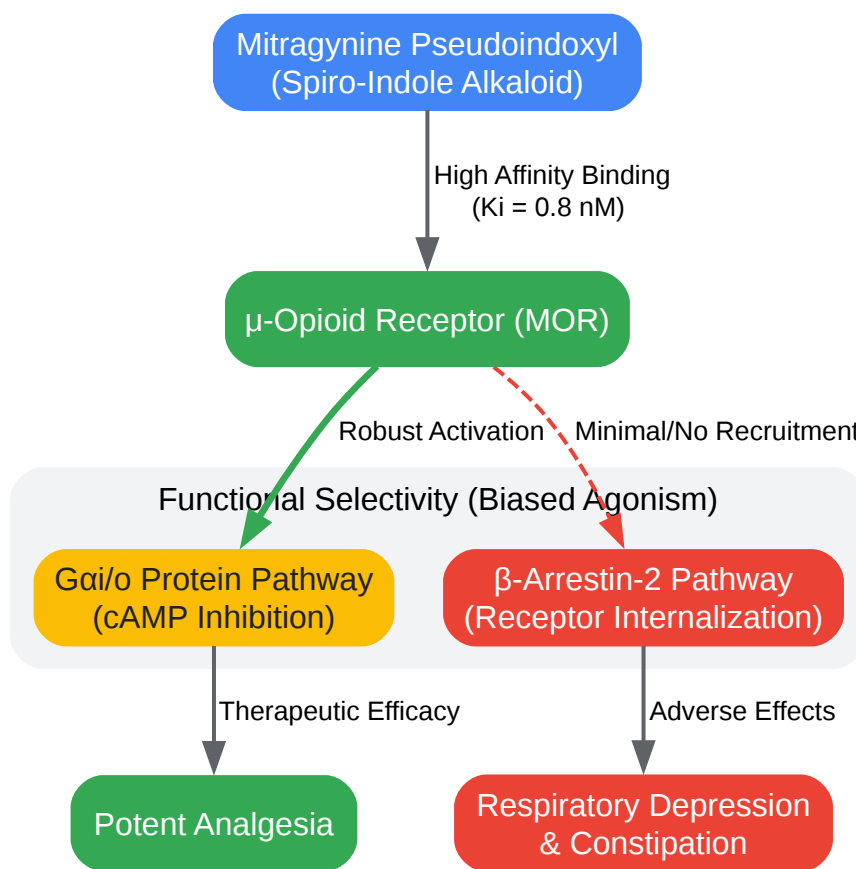 Mitragynine Pseudoindoxyl
(Spiro-Indole Alkaloid)
High Affinity Binding
(Ki = 0.8 nM)
μ-Opioid Receptor (MOR)
Robust Activation
Minimal/No Recruitment
Functional Selectivity (Biased Agonism)
Gαi/o Protein Pathway
(cAMP Inhibition)
β-Arrestin-2 Pathway
(Receptor Internalization)
Therapeutic Efficacy
Adverse Effects
Potent Analgesia
Respiratory Depression
& Constipation